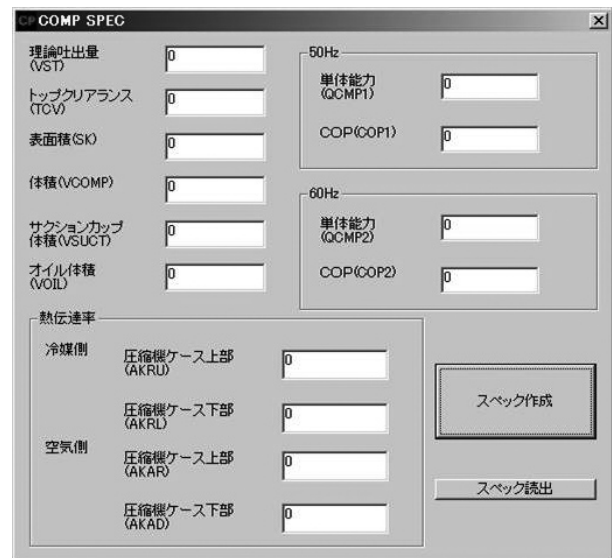 CP COMP SPEC
理論吐出量
(VST)
0
トップクリアランス
(TCV)
0
表面積(SK)
0
体積(VCOMP)
0
サクションカップ
体積(VSUCT)
0
オイル体積
(VOIL)
0
50Hz
単体能力
(QCMP1)
0
COP(COP1)
0
60Hz
単体能力
(QCMP2)
0
COP(COP2)
0
熱伝達率
冷媒側
圧縮機ケース上部
(AKRU)
0
圧縮機ケース下部
(AKRL)
0
空気側
圧縮機ケース上部
(AKAR)
0
圧縮機ケース下部
(AKAD)
0
スペック作成
スペック読出